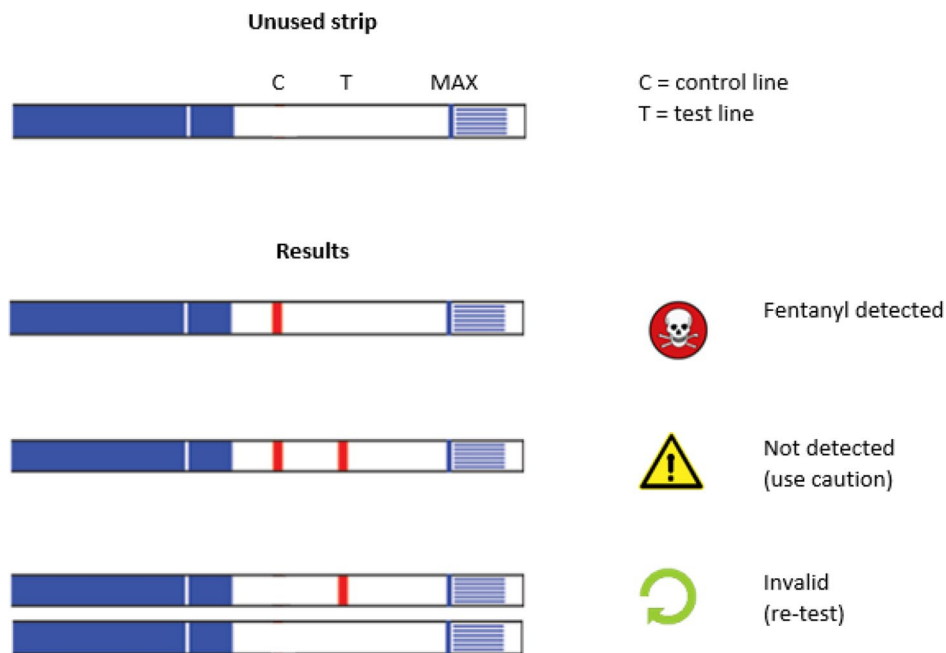 Unused strip
C T MAX
C = control line
T = test line
Results
Fentanyl detected
Not detected
(use caution)
Invalid
(re-test)